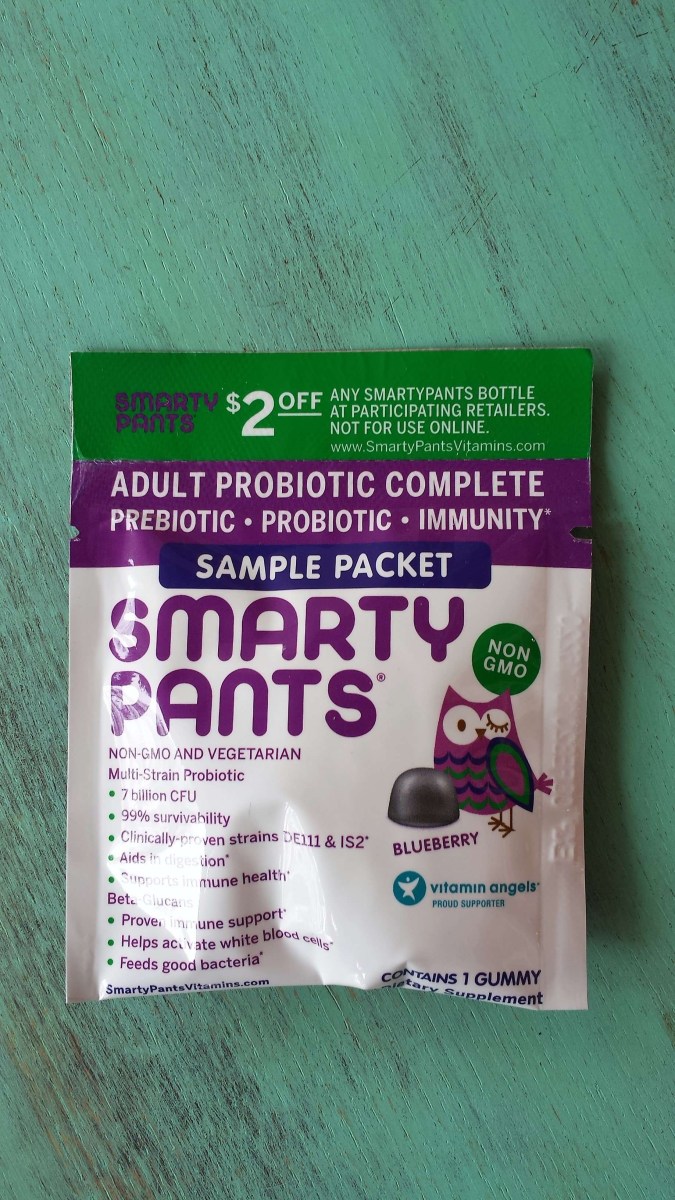 SMARTY
PANTS
$2 OFF
ANY SMARTYPANTS BOTTLE
AT PARTICIPATING RETAILERS.
NOT FOR USE ONLINE.
www.SmartyPantsVitamins.com
ADULT PROBIOTIC COMPLETE
PREBIOTIC • PROBIOTIC • IMMUNITY*
SAMPLE PACKET
SMARTY
PANTS®
NON
GMO
NON-GMO AND VEGETARIAN
Multi-Strain Probiotic
• 7 billion CFU
• 99% survivability
• Clinically-proven strains DE111 & IS2*
• Aids in digestion*
• Supports immune health*
Beta Glucans
• Proven immune support*
• Helps activate white blood cells*
• Feeds good bacteria*
SmartyPantsVitamins.com
BLUEBERRY
vitamin angels®
PROUD SUPPORTER
CONTAINS 1 GUMMY
Supplement